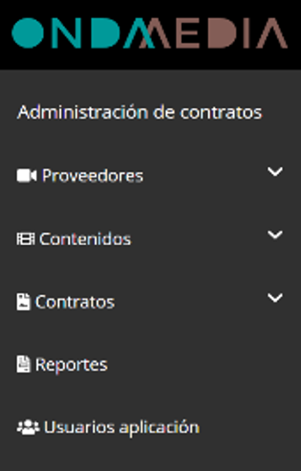 ONDAMEDIA
Administración de contratos
Proveedores
Contenidos
Contratos
Reportes
Usuarios aplicación